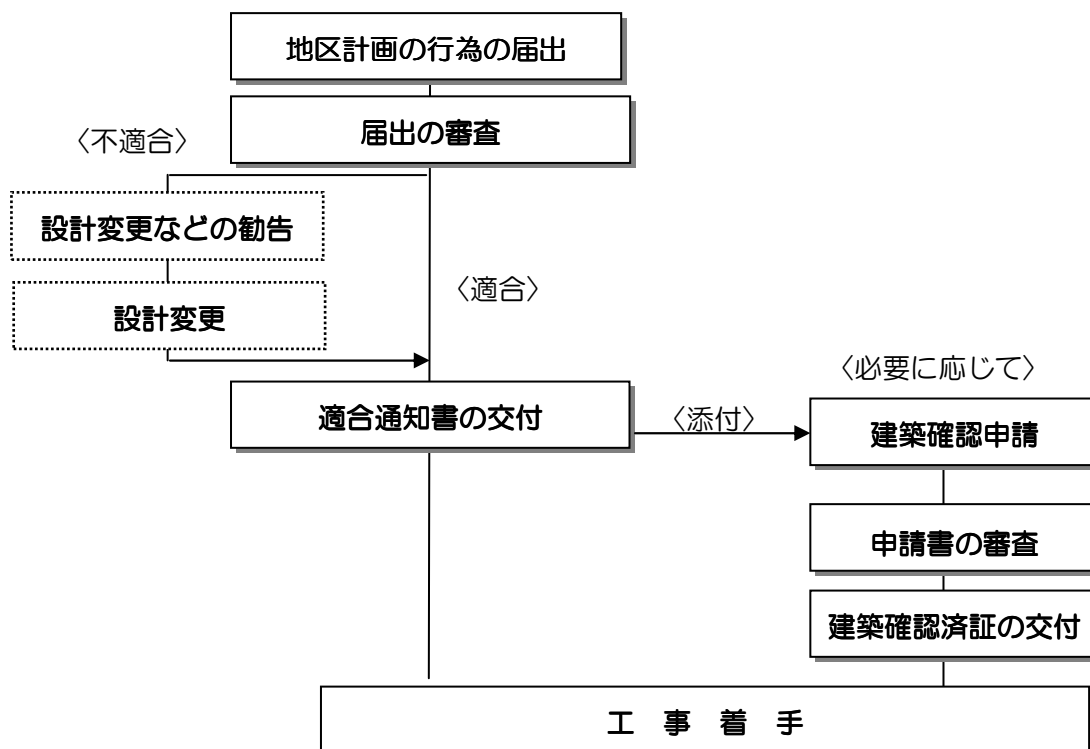 地区計画の行為の届出
届出の審査
〈不適合〉
設計変更などの勧告
設計変更
〈適合〉
適合通知書の交付
〈添付〉
〈必要に応じて〉
建築確認申請
申請書の審査
建築確認済証の交付
工 事 着 手